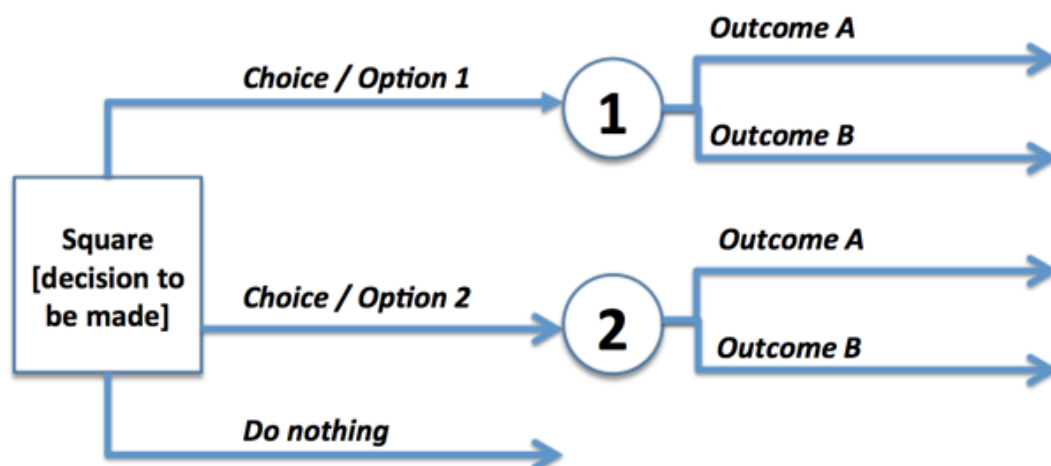 Outcome A
Choice / Option 1
1
Outcome B
Square
[decision to
be made]
Outcome A
Choice / Option 2
2
Outcome B
Do nothing